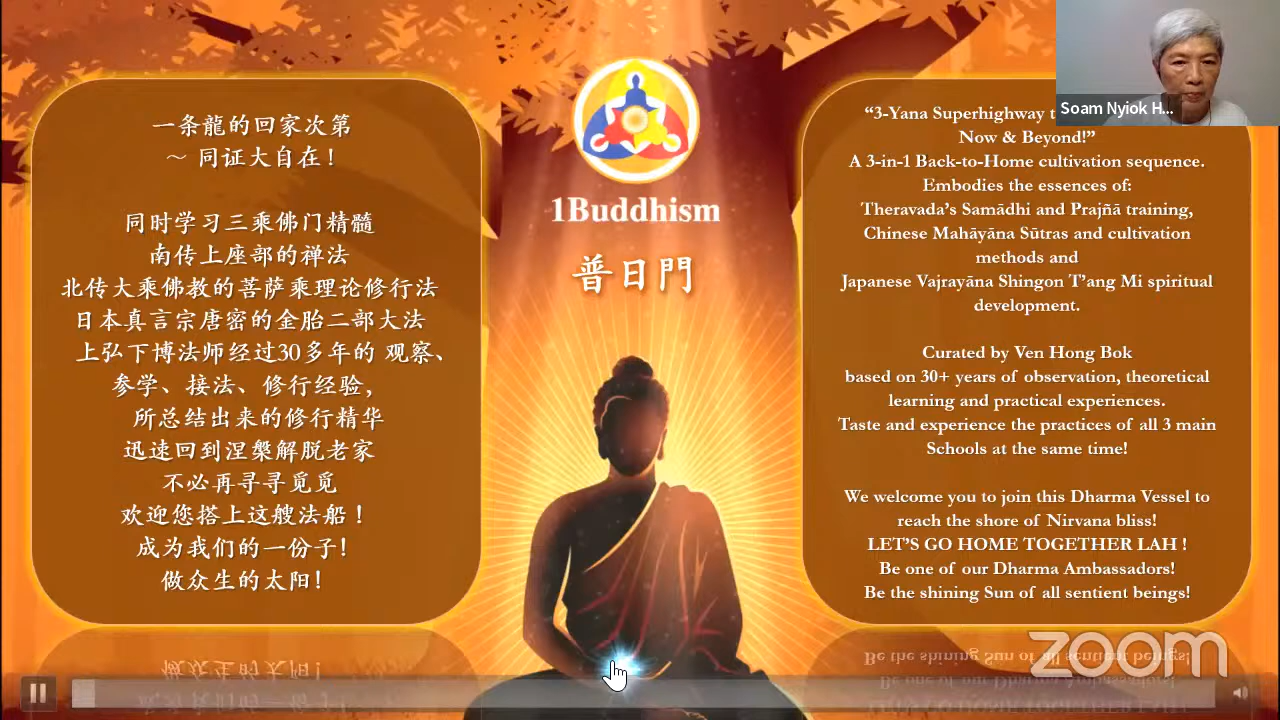 一条龍的回家次第
～ 同证大自在！
同时学习三乘佛门精髓
南传上座部的禅法
北传大乘佛教的菩萨乘理论修行法
日本真言宗唐密的金胎二部大法
上弘下博法师经过30多年的 观察、
参学、接法、修行经验，
所总结出来的修行精华
迅速回到涅槃解脱老家
不必再寻寻觅觅
欢迎您搭上这艘法船！
成为我们的一份子！
做众生的太阳！
1Buddhism
普日門
“3-Yana Superhighway
Now & Beyond!”
A 3-in-1 Back-to-Home cultivation sequence.
Embodies the essences of:
Theravada’s Samādhi and Prajñā training,
Chinese Mahāyāna Sūtras and cultivation
methods and
Japanese Vajrayāna Shingon T’ang Mi spiritual
development.
Curated by Ven Hong Bok
based on 30+ years of observation, theoretical
learning and practical experiences.
Taste and experience the practices of all 3 main
Schools at the same time!
We welcome you to join this Dharma Vessel to
reach the shore of Nirvana bliss!
LET’S GO HOME TOGETHER LAH !
Be one of our Dharma Ambassadors!
Be the shining Sun of all sentient beings!
Soam Nyiok H...
zoom